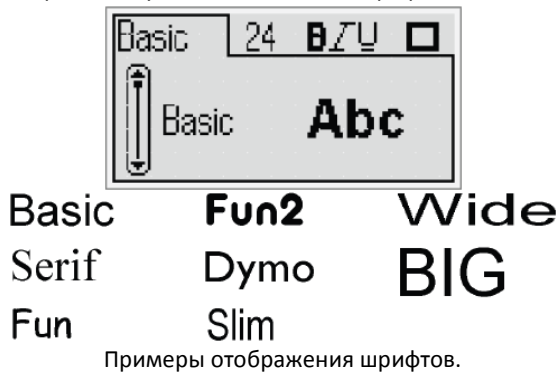 Basic 24 B I U
Basic Abc
Basic Fun2 Wide
Serif Dymo BIG
Fun Slim
Примеры отображения шрифтов.